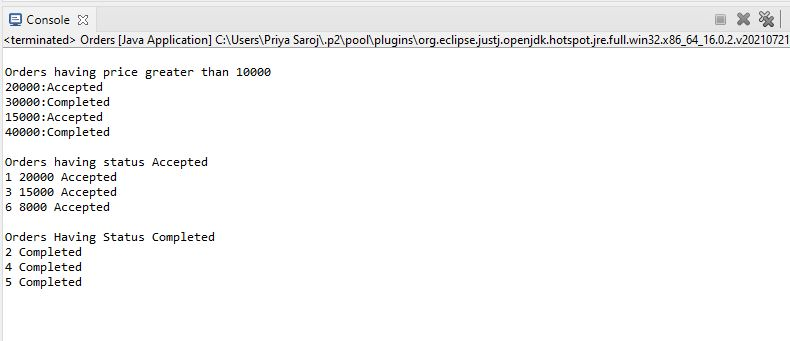 Console
<terminated> Orders [Java Application] C:\Users\Priya Saroj\.p2\pool\plugins\org.eclipse.justj.openjdk.hotspot.jre.full.win32.x86_64_16.0.2.v20210721
Orders having price greater than 10000
20000:Accepted
30000:Completed
15000:Accepted
40000:Completed
Orders having status Accepted
1 20000 Accepted
3 15000 Accepted
6 8000 Accepted
Orders Having Status Completed
2 Completed
4 Completed
5 Completed